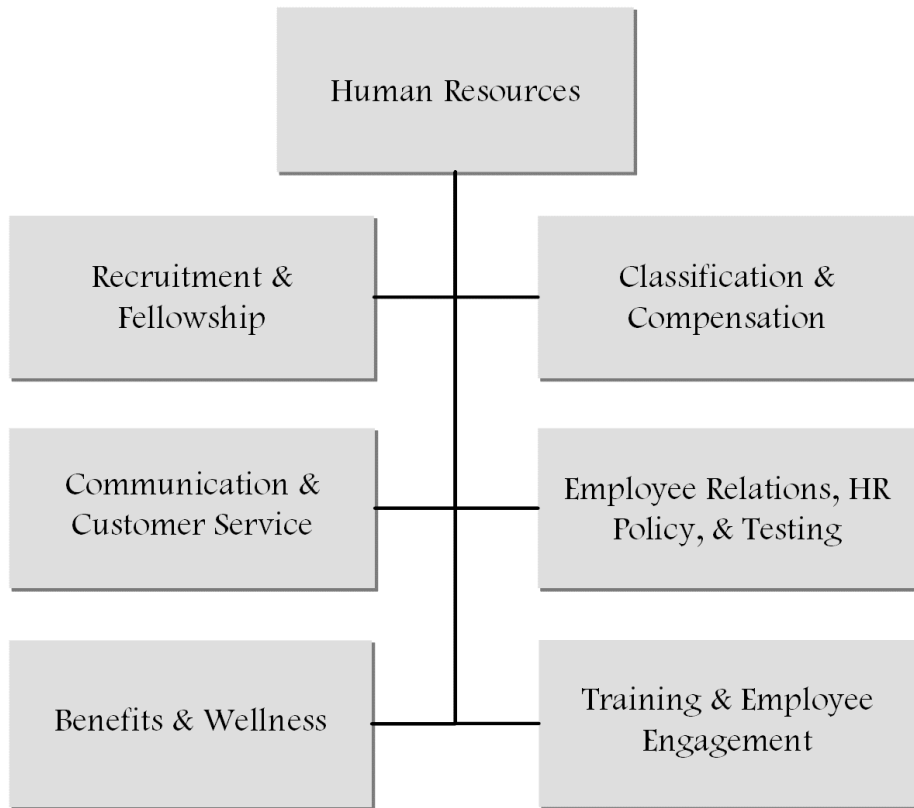 Human Resources
Recruitment &
Fellowship
Classification &
Compensation
Communication &
Customer Service
Employee Relations, HR
Policy, & Testing
Benefits & Wellness
Training & Employee
Engagement